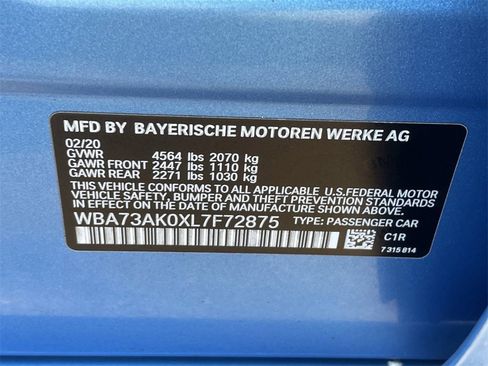 MFD BY BAYERISCHE MOTOREN WERKE AG
02/20
GVWR 4564 lbs 2070 kg
GAWR FRONT 2447 lbs 1110 kg
GAWR REAR 2271 lbs 1030 kg
THIS VEHICLE CONFORMS TO ALL APPLICABLE U.S.FEDERAL MOTOR
VEHICLE SAFETY, BUMPER AND THEFT PREVENTION STANDARDS
IN EFFECT ON THE DATE OF MANUFACTURE SHOWN ABOVE.
WBA73AK0XL7F72875 TYPE: PASSENGER CAR
C1R
7 315 814